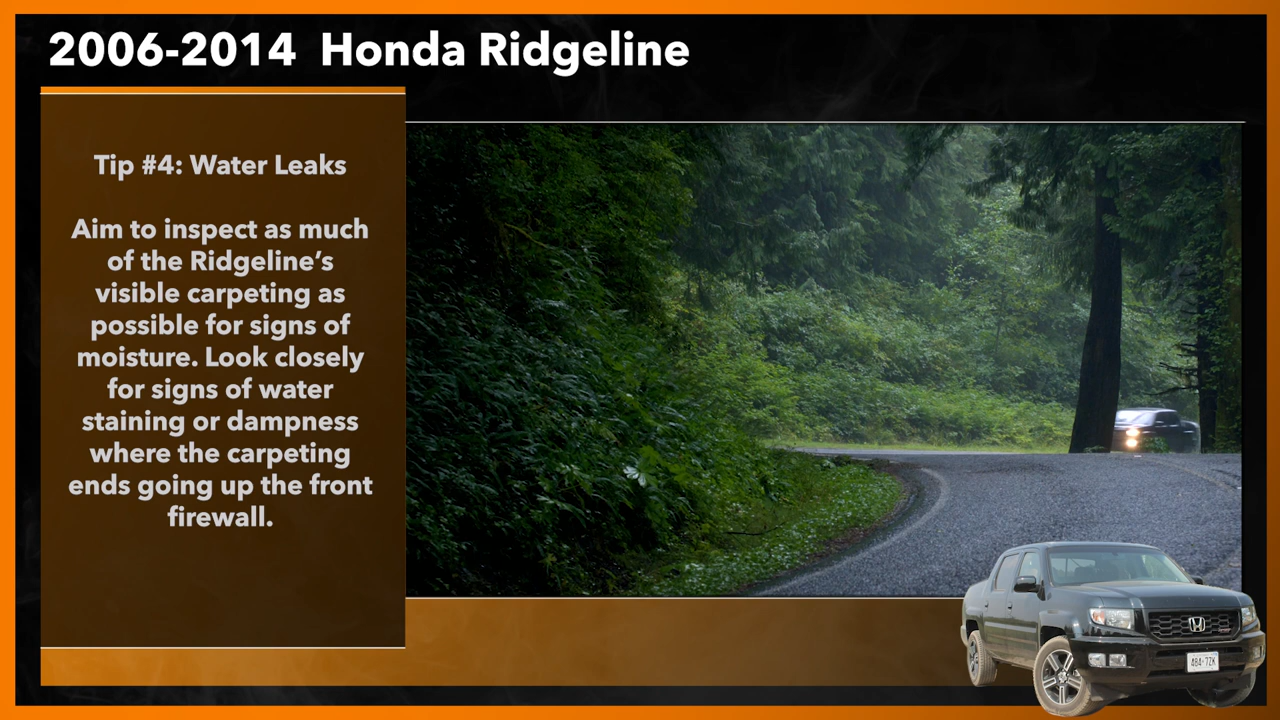 2006-2014 Honda Ridgeline
Tip #4: Water Leaks
Aim to inspect as much
of the Ridgeline’s
visible carpeting as
possible for signs of
moisture. Look closely
for signs of water
staining or dampness
where the carpeting
ends going up the front
firewall.